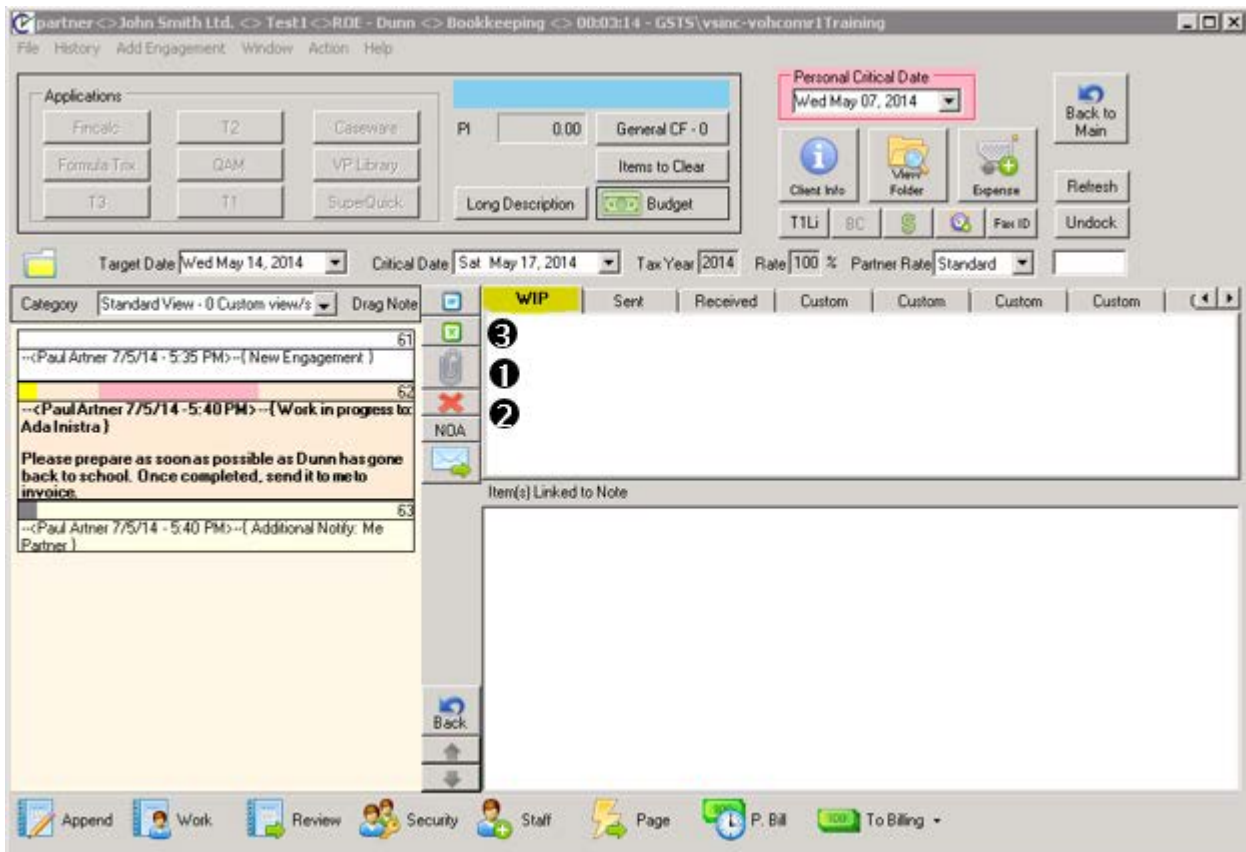 partner <> John Smith Ltd. <> Test1 <>ROE - Dunn <> Bookkeeping <> 00:03:14 - GSTS\vsinc-vohcomr1Training
File History Add Engagement Window Action Help
Applications
Fincalc T2 Caseware
Formula Trix QAM VP Library
T3 T1 SuperQuick
PI 0.00 General CF - 0
Items to Clear
Long Description Budget
Personal Critical Date
Wed May 07, 2014
Back to
Main
Client Info View Folder Expense Refresh
T1Li BC S Fax ID Undock
Target Date Wed May 14, 2014 Critical Date Sat May 17, 2014 Tax Year 2014 Rate 100 % Partner Rate Standard
Category Standard View - 0 Custom view/s Drag Note
WIP Sent Received Custom Custom Custom Custom (
61
--<Paul Artner 7/5/14 - 5:35 PM>--{ New Engagement }
62
--<Paul Artner 7/5/14 - 5:40 PM>--{ Work in progress to:
Ada Inistra }
Please prepare as soon as possible as Dunn has gone
back to school. Once completed, send it to me to
invoice.
63
--<Paul Artner 7/5/14 - 5:40 PM>--{ Additional Notify: Me
Partner }
NOA
Back
3
1
2
Item(s) Linked to Note
Append Work Review Security Staff Page P. Bill To Billing